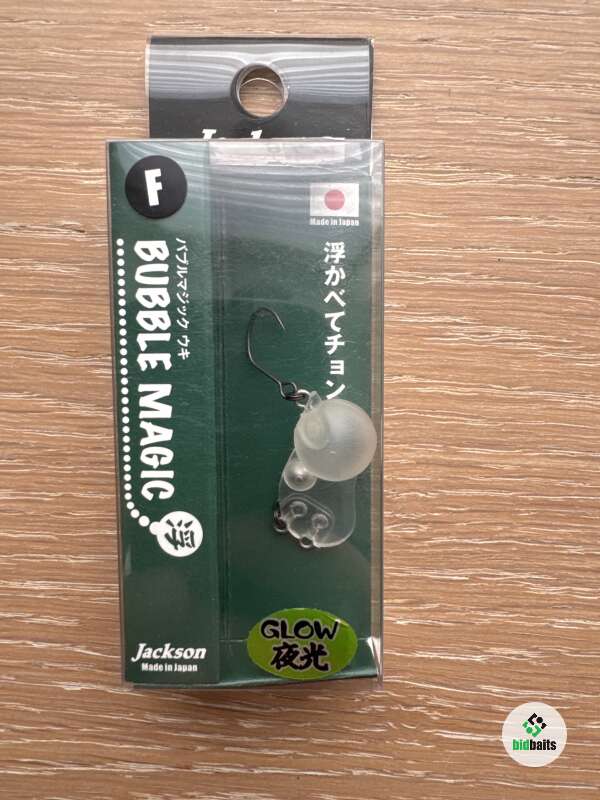 Jackson
F
Made in Japan
バブルマジック ウキ
BUBBLE MAGIC
浮
浮かべてチョン
GLOW
夜光
Jackson
Made in Japan
bidbaits